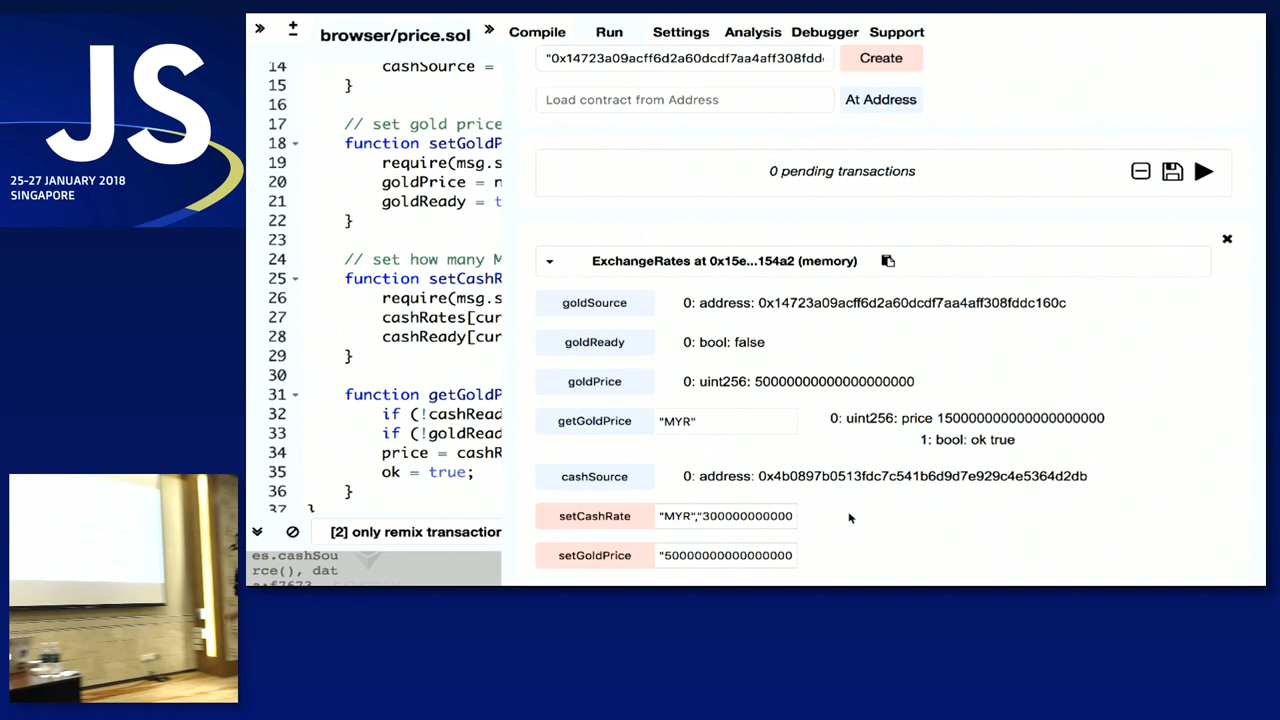 JS
25-27 JANUARY 2018
SINGAPORE
browser/price.sol
Compile Run Settings Analysis Debugger Support
14 cashSource =
15 }
16
17 // set gold price
18 function setGoldP
19 require(msg.s
20 goldPrice = n
21 goldReady = t
22 }
23
24 // set how many M
25 function setCashR
26 require(msg.s
27 cashRates[cur
28 cashReady[cur
29 }
30
31 function getGoldP
32 if (!cashRead
33 if (!goldRead
34 price = cashR
35 ok = true;
36 }
37 }
[2] only remix transaction
es.cashSou
rce(), dat
"0x14723a09acff6d2a60dcdf7aa4aff308fddc Create
Load contract from Address At Address
0 pending transactions
ExchangeRates at 0x15e...154a2 (memory)
goldSource 0: address: 0x14723a09acff6d2a60dcdf7aa4aff308fddc160c
goldReady 0: bool: false
goldPrice 0: uint256: 50000000000000000000
getGoldPrice "MYR" 0: uint256: price 150000000000000000000
1: bool: ok true
cashSource 0: address: 0x4b0897b0513fdc7c541b6d9d7e929c4e5364d2db
setCashRate "MYR","300000000000
setGoldPrice "50000000000000000